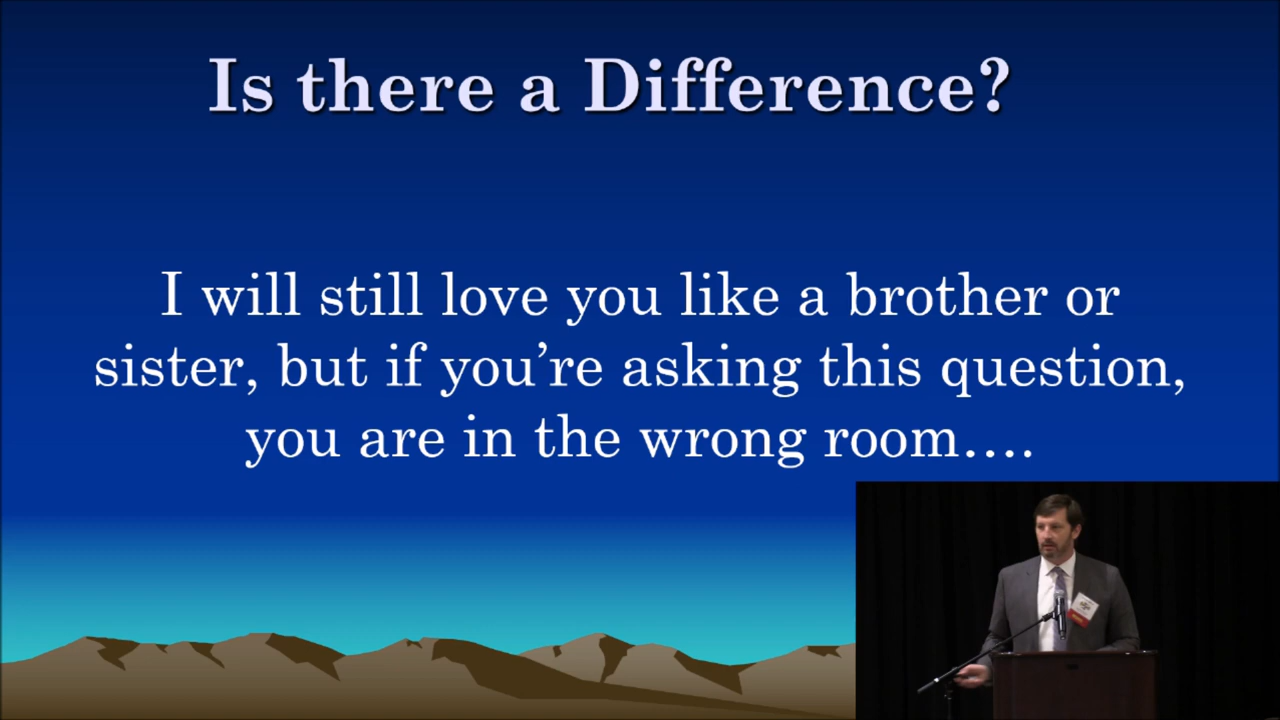 Is there a Difference?
I will still love you like a brother or
sister, but if you’re asking this question,
you are in the wrong room….